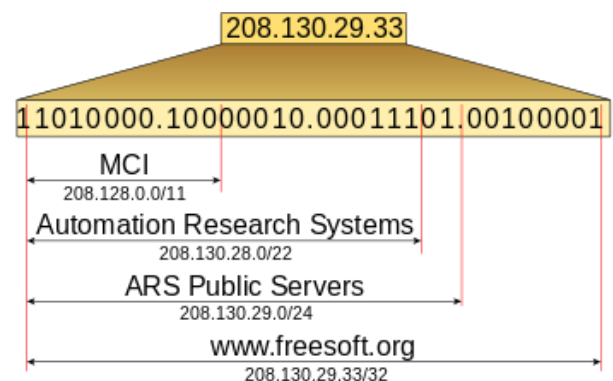 208.130.29.33
11010000.10000010.00011101.00100001
MCI
208.128.0.0/11
Automation Research Systems
208.130.28.0/22
ARS Public Servers
208.130.29.0/24
www.freesoft.org
208.130.29.33/32